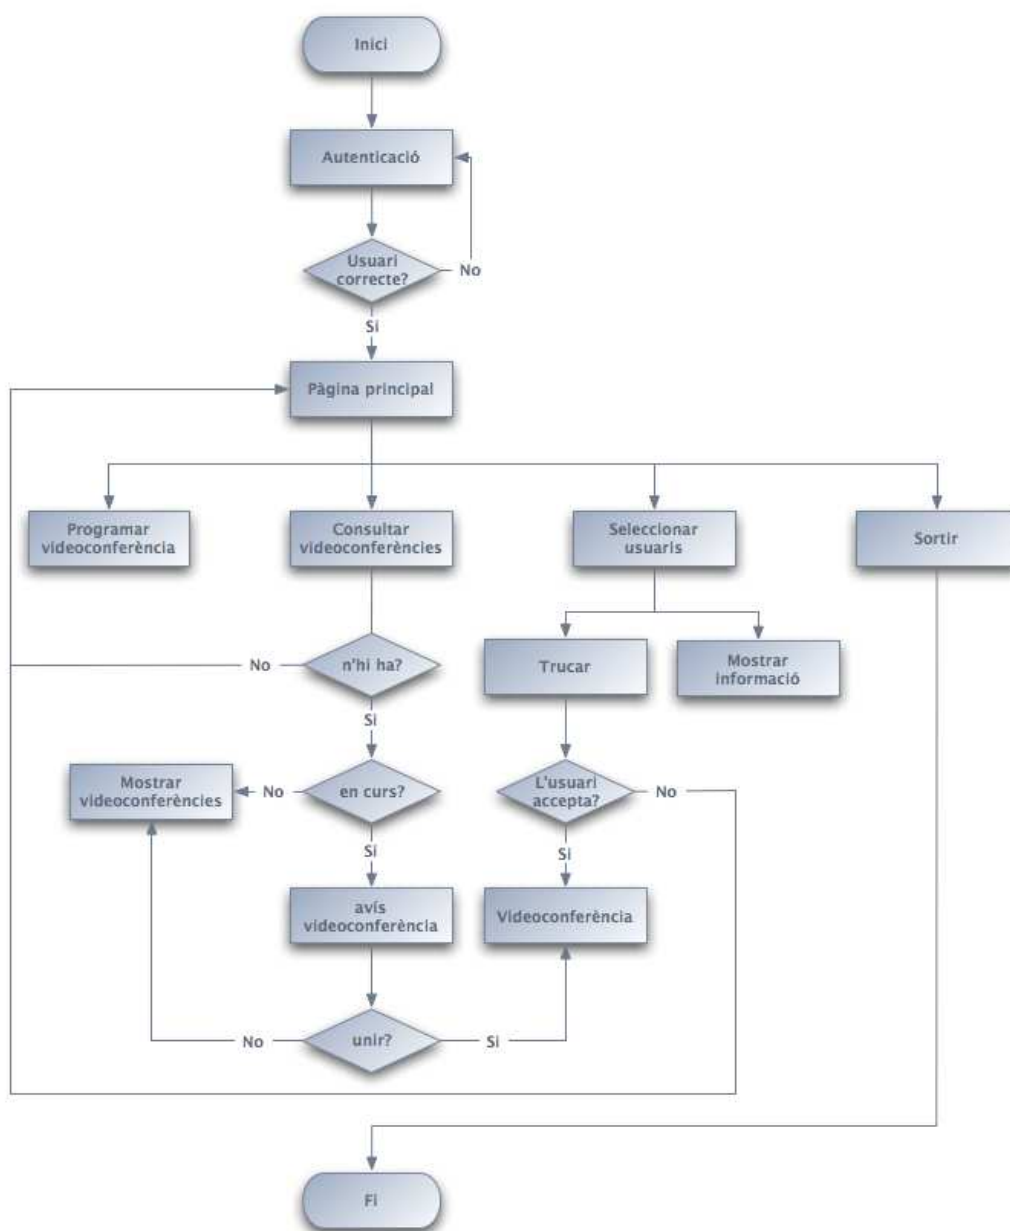 Inici
Autenticació
Usuari
correcte?
No
Si
Pàgina principal
Programar
videoconferència
Consultar
videoconferències
Seleccionar
usuaris
Sortir
No
n'hi ha?
Trucar
Mostrar
informació
Si
Mostrar
videoconferències
No
en curs?
L'usuari
accepta?
No
Si
Si
avís
videoconferència
Videoconferència
No
unir?
Si
Fi